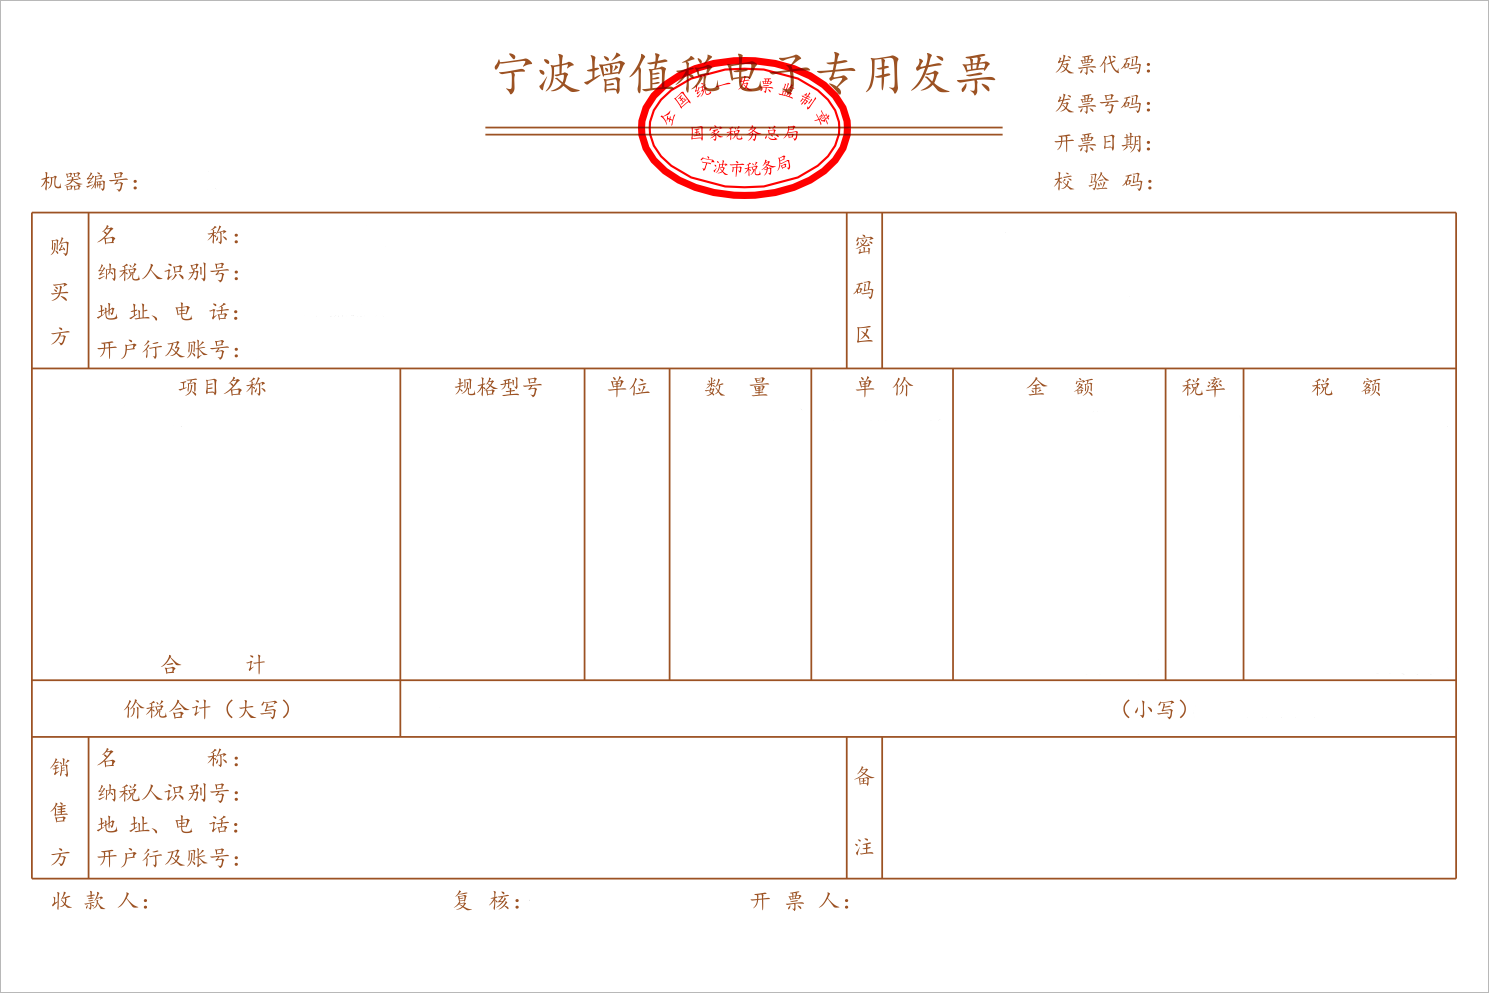 宁波增值税电子专用发票
全国统一发票监制章
国家税务总局
宁波市税务局
发票代码：
发票号码：
开票日期：
机器编号：
校 验 码：
购买方
名 称：
纳税人识别号：
地 址、电 话：
开户行及账号：
密码区
项目名称 规格型号 单位 数 量 单 价 金 额 税率 税 额
合 计
价税合计（大写） （小写）
销售方
名 称：
纳税人识别号：
地 址、电 话：
开户行及账号：
备注
收 款 人： 复 核： 开 票 人：